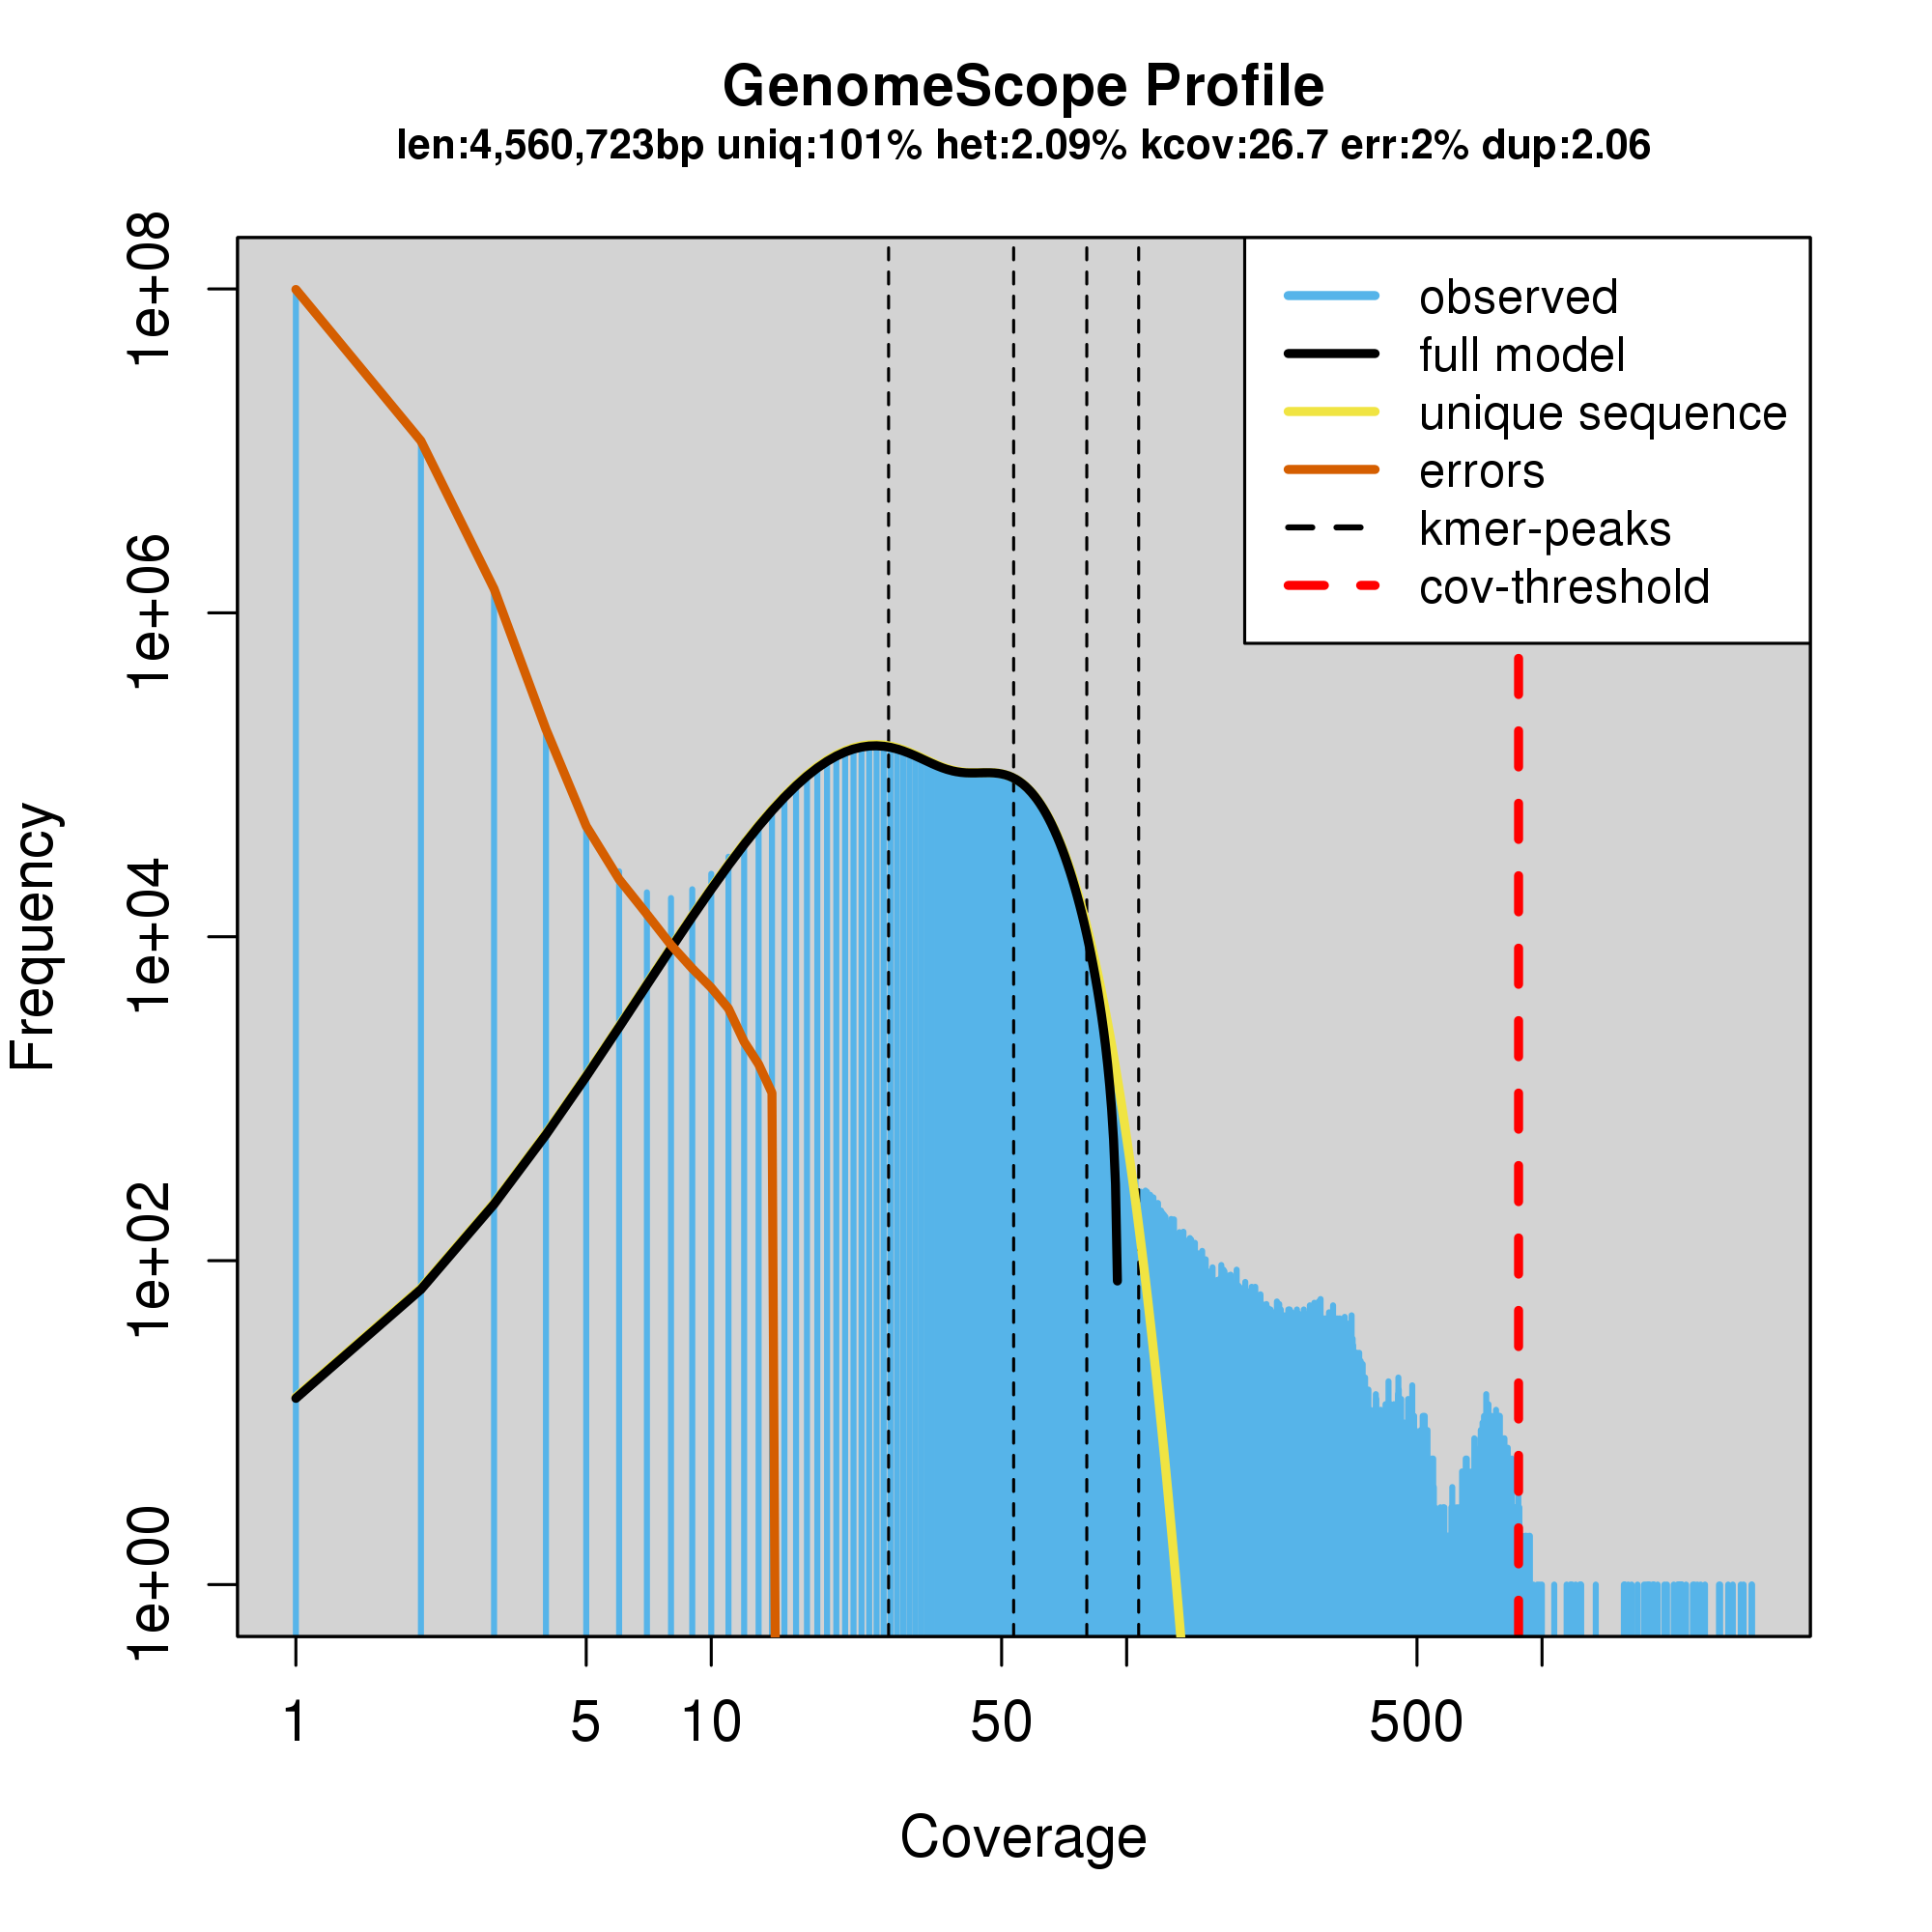 GenomeScope Profile
len:4,560,723bp uniq:101% het:2.09% kcov:26.7 err:2% dup:2.06
1e+08
1e+06
1e+04
1e+02
1e+00
Frequency
observed
full model
unique sequence
errors
kmer-peaks
cov-threshold
1 5 10 50 500
Coverage